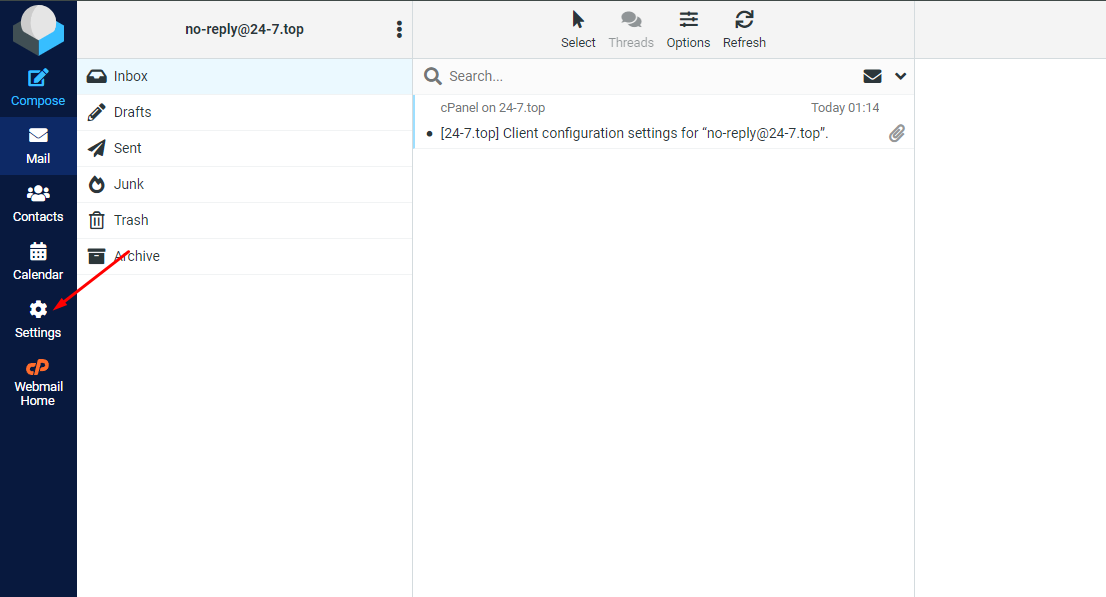 no-reply@24-7.top
Select
Threads
Options
Refresh
Compose
Mail
Contacts
Calendar
Settings
Webmail
Home
Inbox
Drafts
Sent
Junk
Trash
Archive
Search...
cPanel on 24-7.top
Today 01:14
[24-7.top] Client configuration settings for “no-reply@24-7.top”.